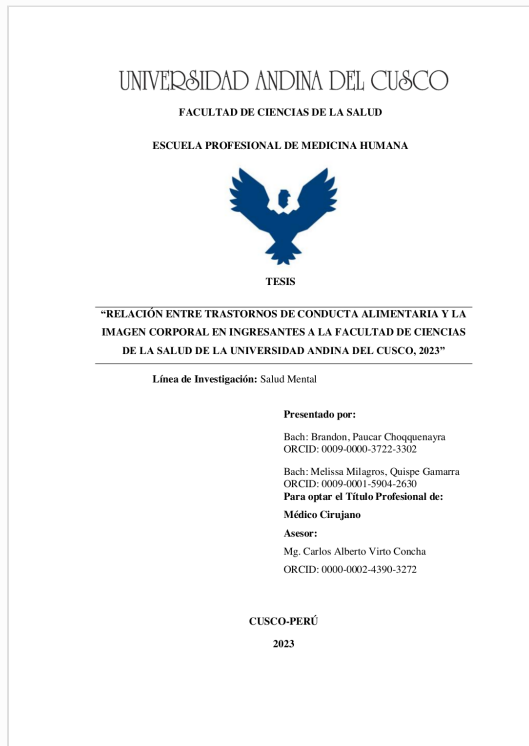 UNIVERSIDAD ANDINA DEL CUSCO
FACULTAD DE CIENCIAS DE LA SALUD
ESCUELA PROFESIONAL DE MEDICINA HUMANA
TESIS
“RELACIÓN ENTRE TRASTORNOS DE CONDUCTA ALIMENTARIA Y LA
IMAGEN CORPORAL EN INGRESANTES A LA FACULTAD DE CIENCIAS
DE LA SALUD DE LA UNIVERSIDAD ANDINA DEL CUSCO, 2023”
Línea de Investigación: Salud Mental
Presentado por:
Bach: Brandon, Paucar Choqquenayra
ORCID: 0009-0000-3722-3302
Bach: Melissa Milagros, Quispe Gamarra
ORCID: 0009-0001-5904-2630
Para optar el Título Profesional de:
Médico Cirujano
Asesor:
Mg. Carlos Alberto Virto Concha
ORCID: 0000-0002-4390-3272
CUSCO-PERÚ
2023